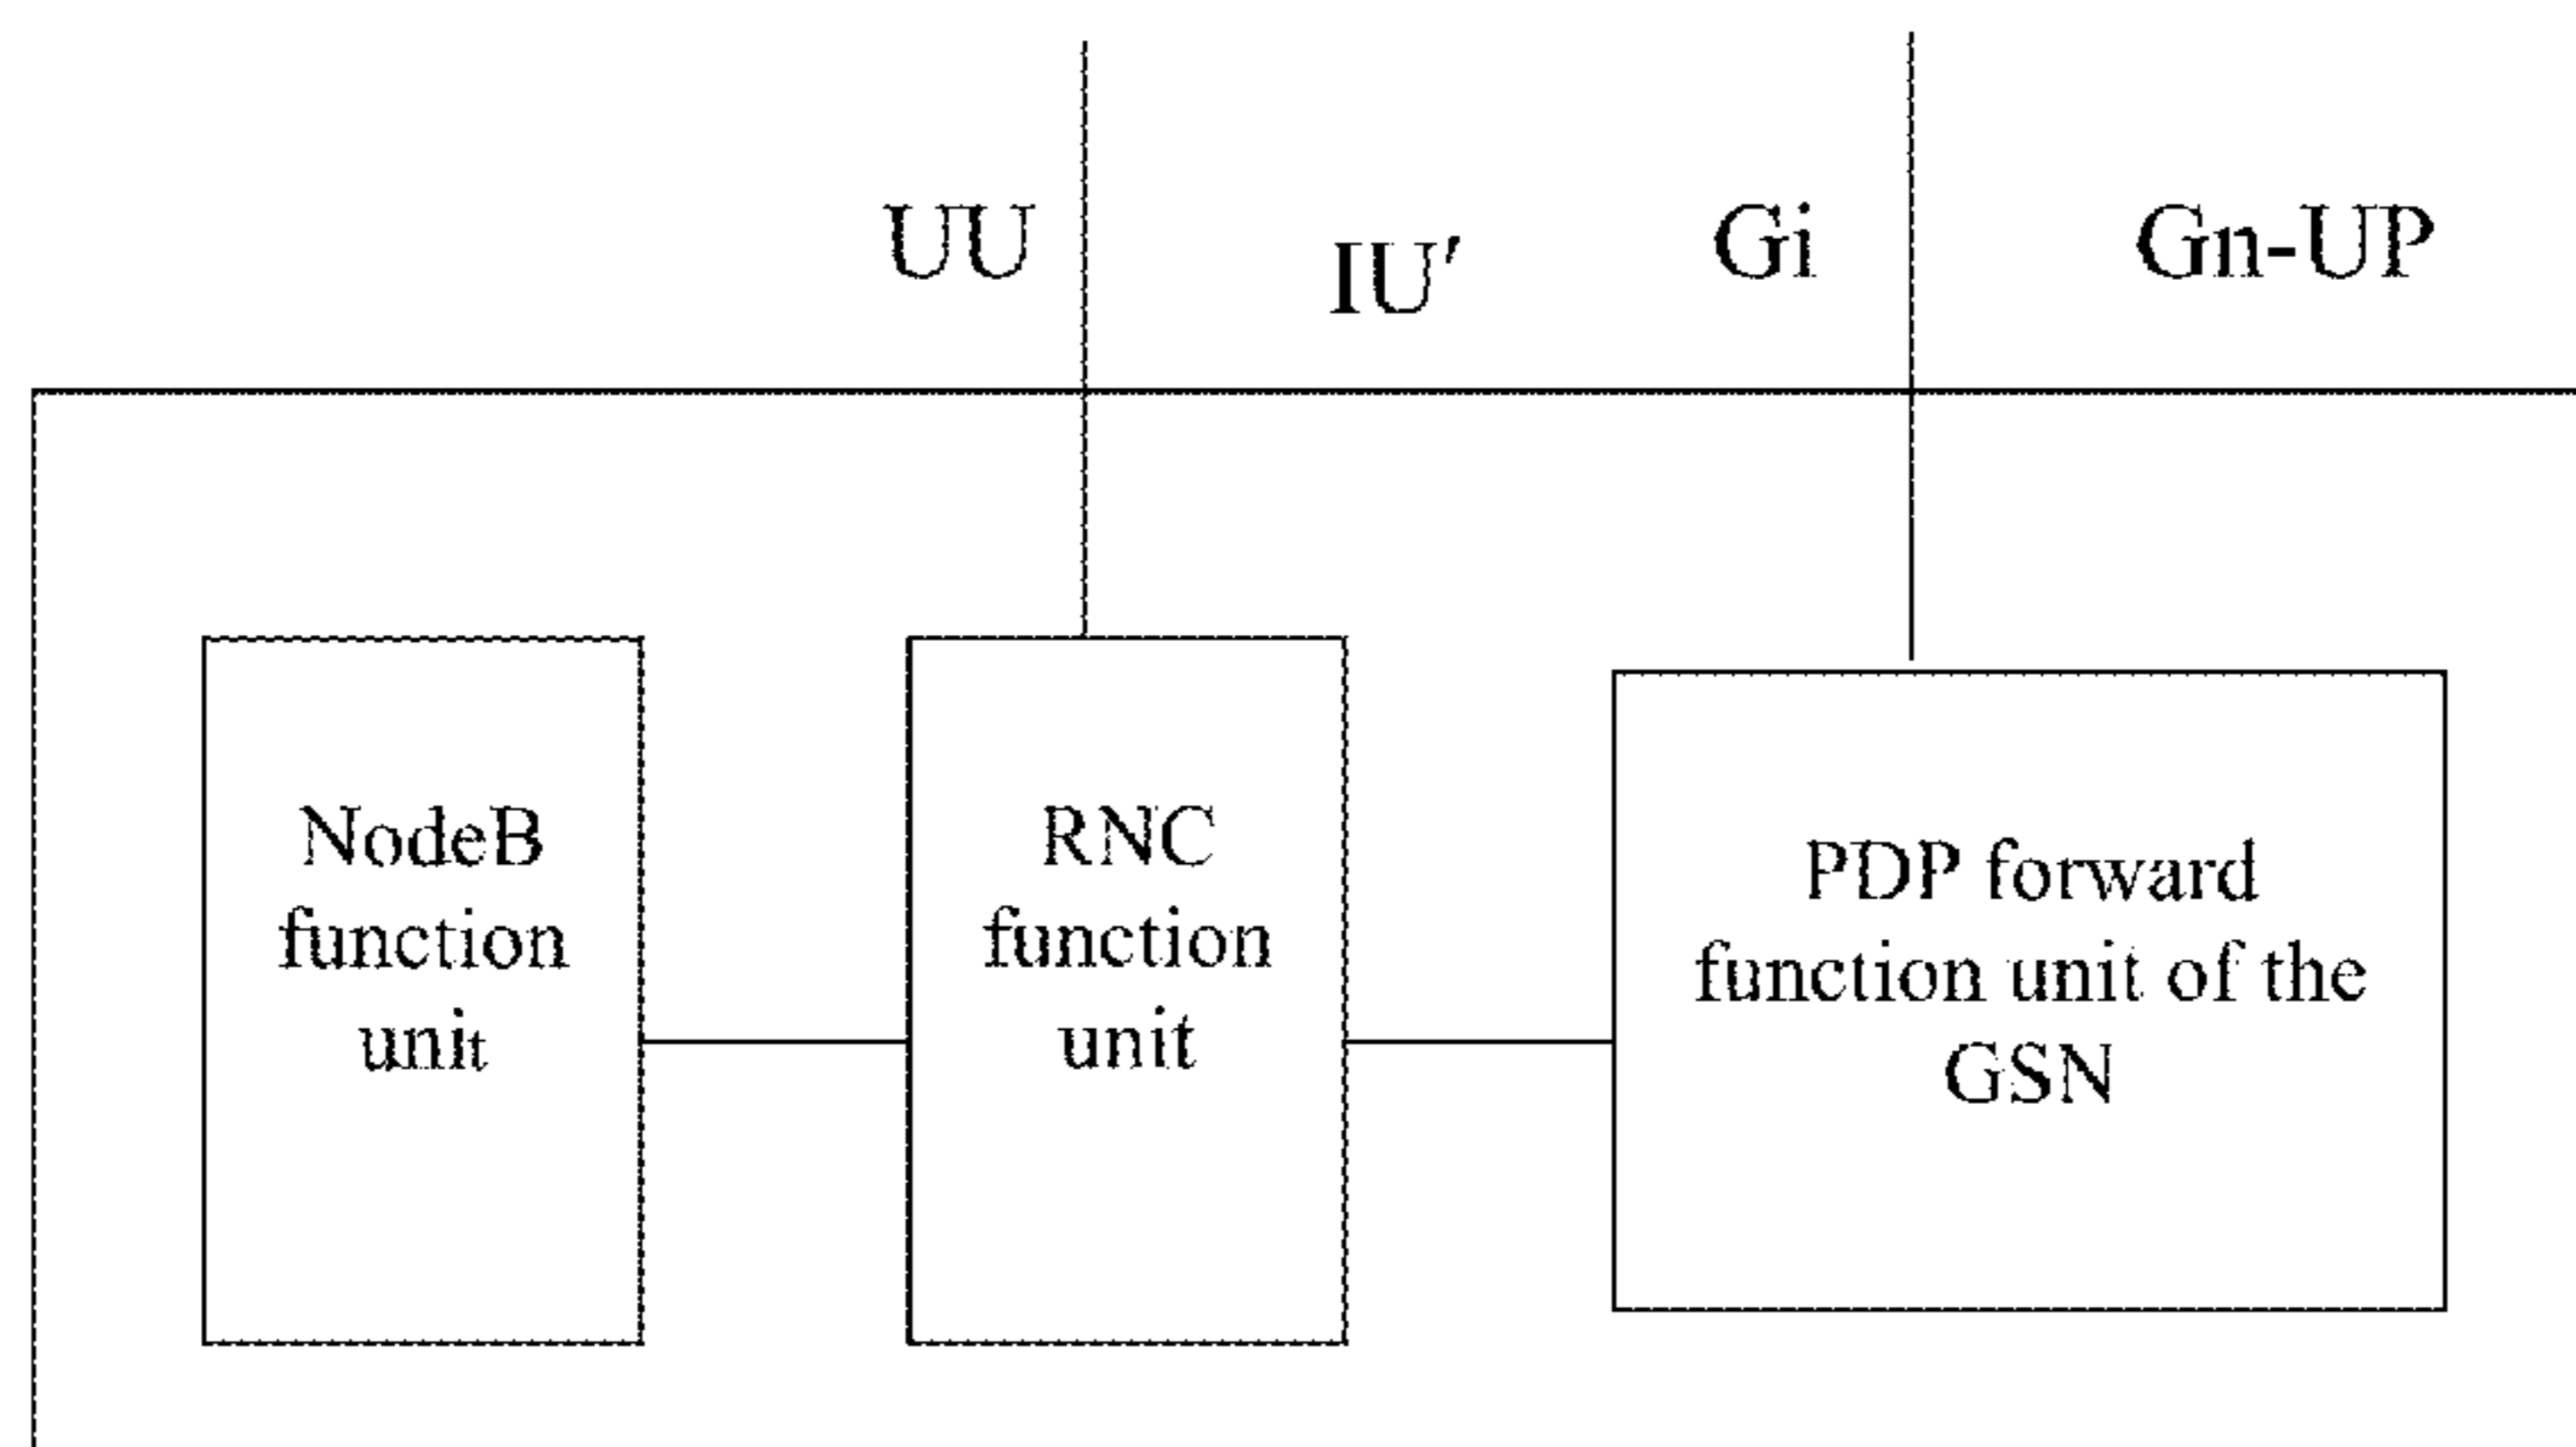 UU
IU′
Gi
Gn-UP
NodeB
function
unit
RNC
function
unit
PDP forward
function unit of the
GSN